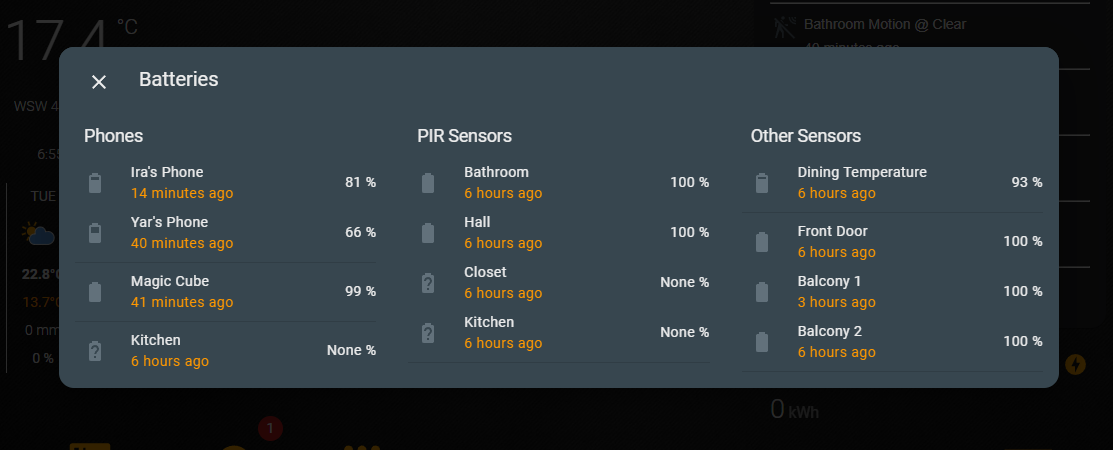 17.4 °C
Bathroom Motion @ Clear
40 minutes ago
Batteries
WSW 4
6:55
TUE
22.8°C
13.7°C
0 mm
0 %
Phones
Ira's Phone
81 %
14 minutes ago
Yar's Phone
66 %
40 minutes ago
Magic Cube
99 %
41 minutes ago
Kitchen
None %
6 hours ago
PIR Sensors
Bathroom
100 %
6 hours ago
Hall
100 %
6 hours ago
Closet
None %
6 hours ago
Kitchen
None %
6 hours ago
Other Sensors
Dining Temperature
93 %
6 hours ago
Front Door
100 %
6 hours ago
Balcony 1
100 %
3 hours ago
Balcony 2
100 %
6 hours ago
0 kWh
1